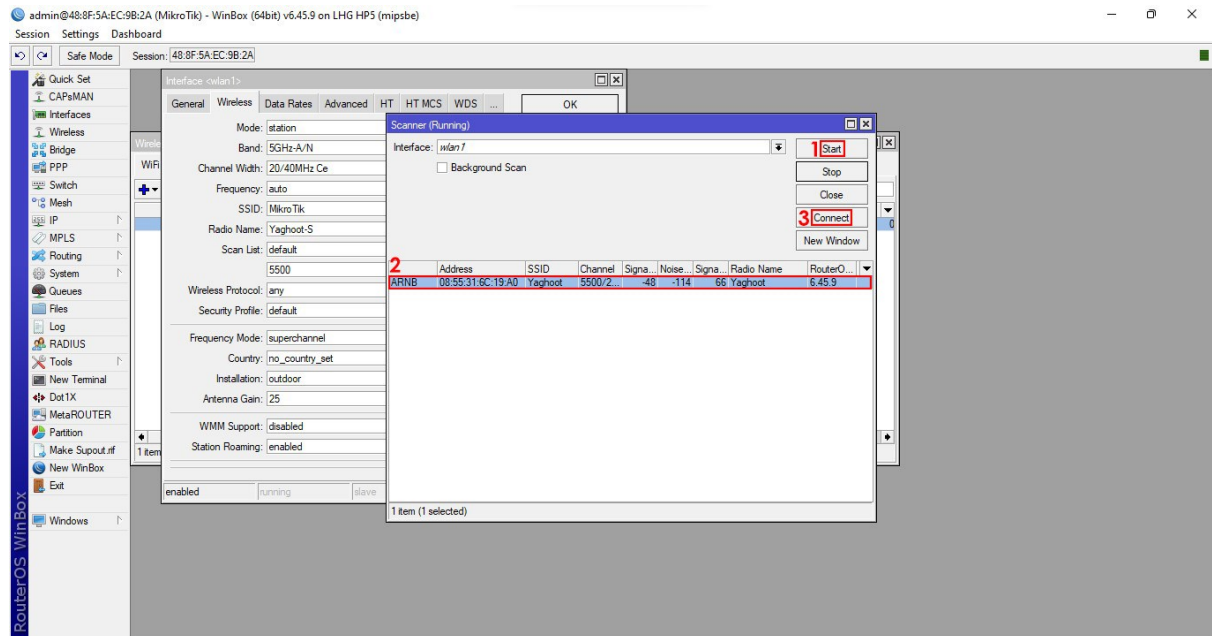 admin@48:8F:5A:EC:9B:2A (MikroTik) - WinBox (64bit) v6.45.9 on LHG HP5 (mipsbe)
Session Settings Dashboard
Safe Mode Session: 48:8F:5A:EC:9B:2A
Quick Set
CAPsMAN
Interfaces
Wireless
Bridge
PPP
Switch
Mesh
IP
MPLS
Routing
System
Queues
Files
Log
RADIUS
Tools
New Terminal
Dot1X
MetaROUTER
Partition
Make Supout.rif
New WinBox
Exit
Windows
RouterOS WinBox
WiFi
1 item
0
Interface <wlan1>
General Wireless Data Rates Advanced HT HT MCS WDS ... OK
Mode: station
Band: 5GHz-A/N
Channel Width: 20/40MHz Ce
Frequency: auto
SSID: MikroTik
Radio Name: Yaghoot-S
Scan List: default
5500
Wireless Protocol: any
Security Profile: default
Frequency Mode: superchannel
Country: no_country_set
Installation: outdoor
Antenna Gain: 25
WMM Support: disabled
Station Roaming: enabled
enabled running slave
Scanner (Running)
Interface: wlan1
Background Scan
1 Start
Stop
Close
3 Connect
New Window
2 Address SSID Channel Signa... Noise... Signa... Radio Name RouterO...
ARNB 08:55:31:6C:19:A0 Yaghoot 5500/2... -48 -114 66 Yaghoot 6.45.9
1 item (1 selected)